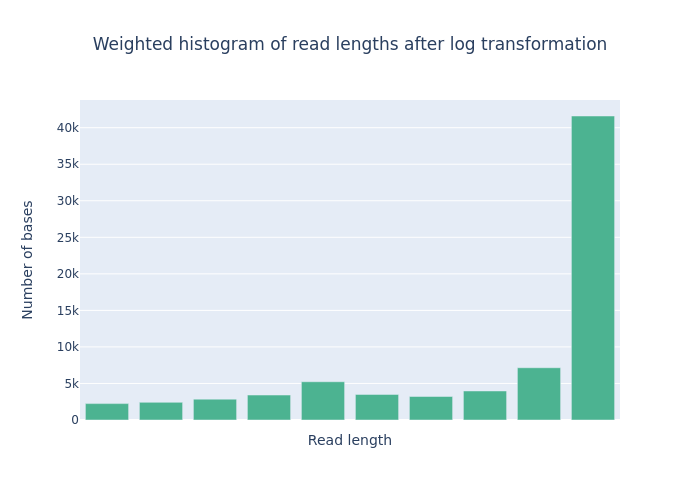 Weighted histogram of read lengths after log transformation
40k
35k
30k
25k
20k
15k
10k
5k
0
Number of bases
Read length